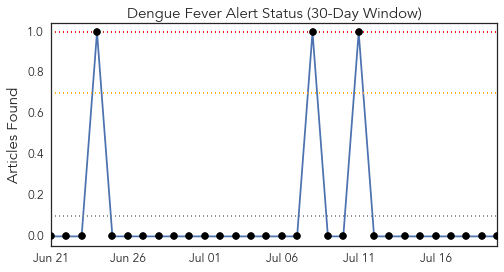 Dengue Fever Alert Status (30-Day Window)
Articles Found
1.0
0.8
0.6
0.4
0.2
0.0
Jun 21 Jun 26 Jul 01 Jul 06 Jul 11 Jul 16